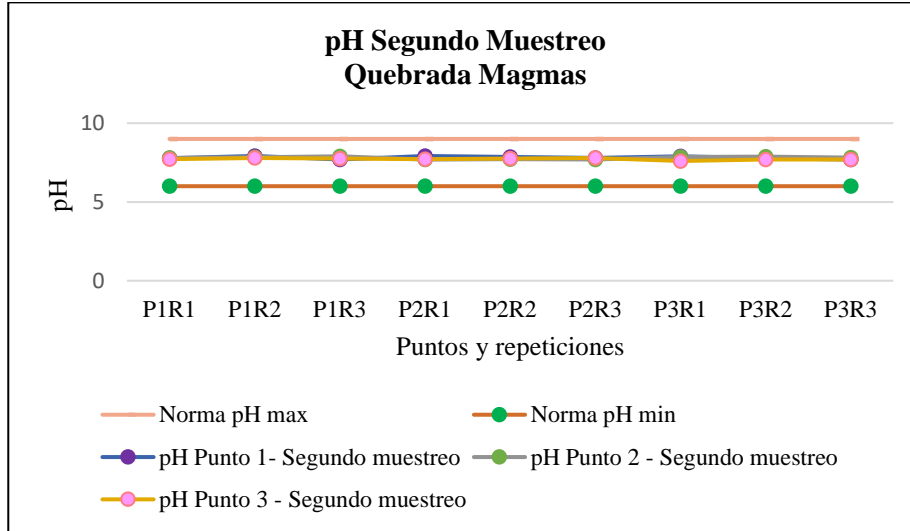 pH Segundo Muestreo
Quebrada Magmas
10
5
0
pH
P1R1 P1R2 P1R3 P2R1 P2R2 P2R3 P3R1 P3R2 P3R3
Puntos y repeticiones
Norma pH max Norma pH min
pH Punto 1- Segundo muestreo pH Punto 2 - Segundo muestreo
pH Punto 3 - Segundo muestreo